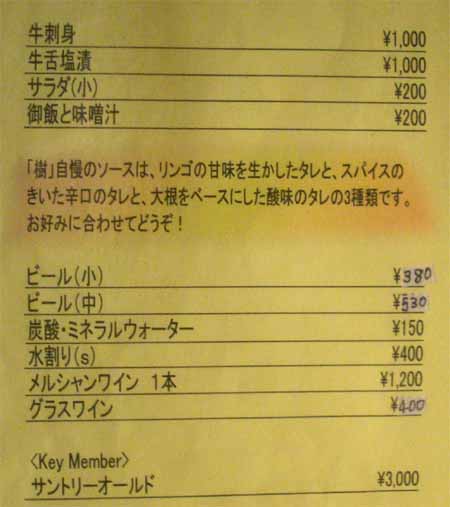 牛刺身 ¥1,000
牛舌塩漬 ¥1,000
サラダ(小) ¥200
御飯と味噌汁 ¥200
「樹」自慢のソースは、リンゴの甘味を生かしたタレと、スパイスの
きいた辛口のタレと、大根をベースにした酸味のタレの3種類です。
お好みに合わせてどうぞ!
ビール(小) ¥380
ビール(中) ¥530
炭酸・ミネラルウォーター ¥150
水割り(s) ¥400
メルシャンワイン 1本 ¥1,200
グラスワイン ¥400
〈Key Member〉
サントリーオールド ¥3,000